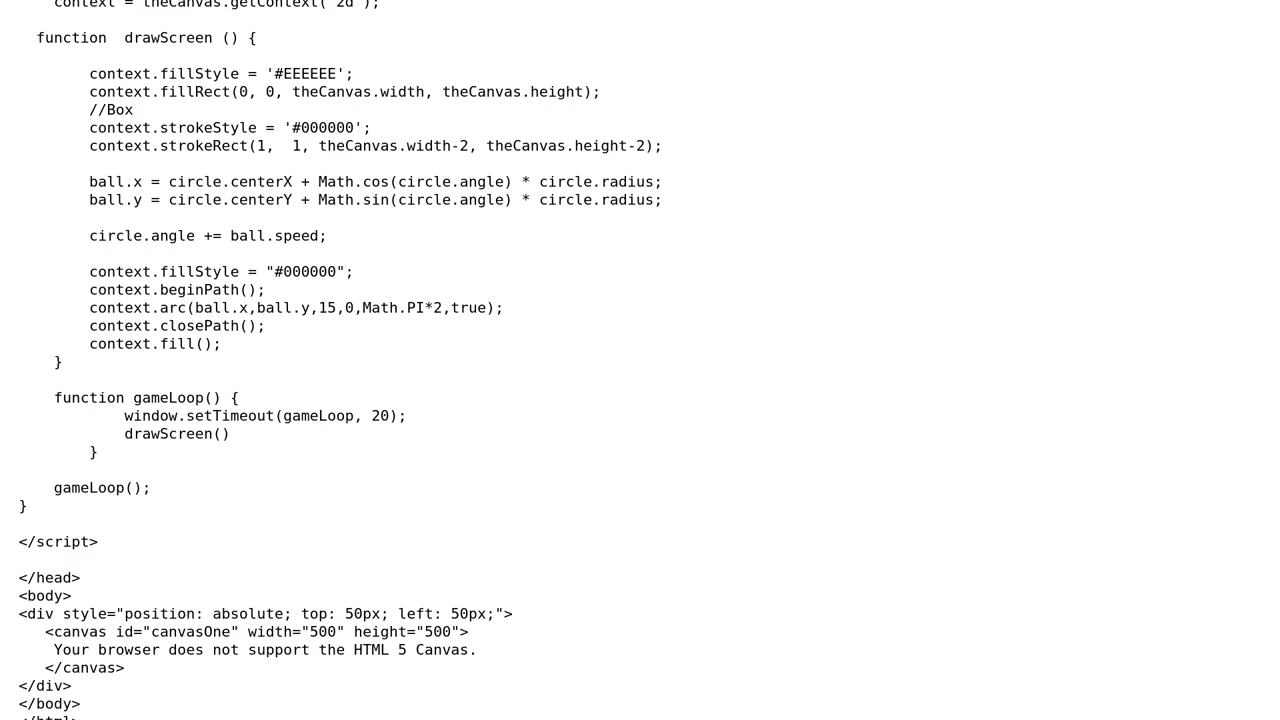 context = theCanvas.getContext('2d');
function  drawScreen () {
context.fillStyle = '#EEEEEE';
context.fillRect(0, 0, theCanvas.width, theCanvas.height);
//Box
context.strokeStyle = '#000000';
context.strokeRect(1,  1, theCanvas.width-2, theCanvas.height-2);
ball.x = circle.centerX + Math.cos(circle.angle) * circle.radius;
ball.y = circle.centerY + Math.sin(circle.angle) * circle.radius;
circle.angle += ball.speed;
context.fillStyle = "#000000";
context.beginPath();
context.arc(ball.x,ball.y,15,0,Math.PI*2,true);
context.closePath();
context.fill();
}
function gameLoop() {
window.setTimeout(gameLoop, 20);
drawScreen()
}
gameLoop();
}
</script>
</head>
<body>
<div style="position: absolute; top: 50px; left: 50px;">
<canvas id="canvasOne" width="500" height="500">
Your browser does not support the HTML 5 Canvas.
</canvas>
</div>
</body>
</html>